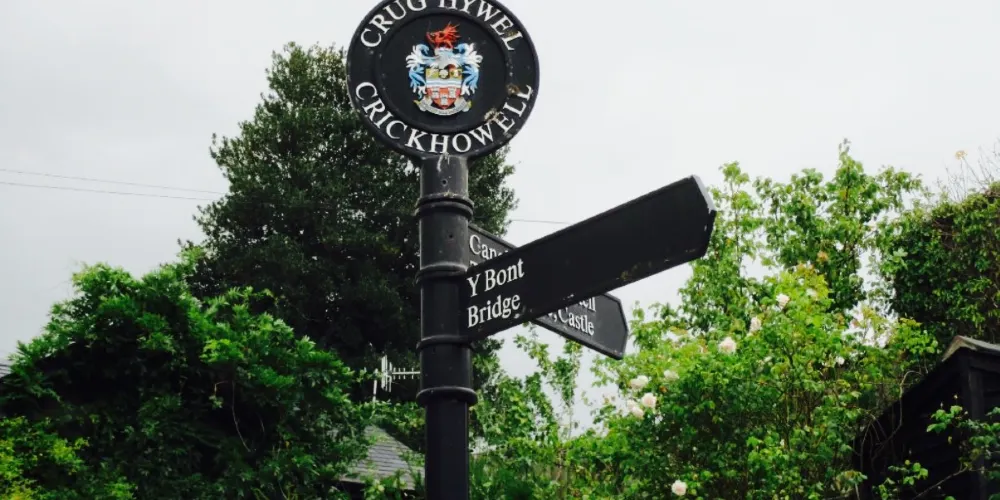 CRUG HYWEL
CRICKHOWELL
Y Bont
Bridge
Castle